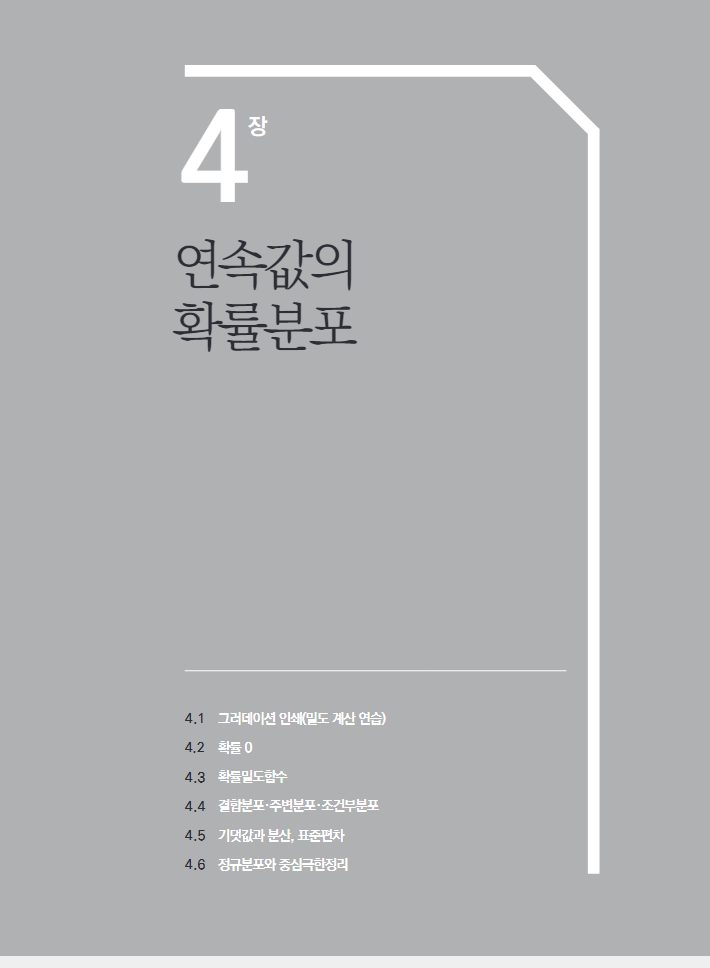 4장
연속값의
확률분포
4.1 그러데이션 인쇄(밀도 계산 연습)
4.2 확률 0
4.3 확률밀도함수
4.4 결합분포·주변분포·조건부분포
4.5 기댓값과 분산, 표준편차
4.6 정규분포와 중심극한정리